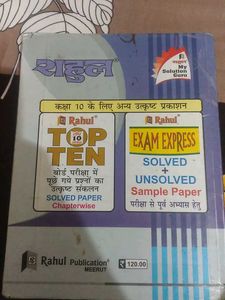 राहुल
My
Solution
Guru
राहुल
कक्षा 10 के लिए अन्य उत्कृष्ट प्रकाशन
Rahul
TOP
10
TEN
बोर्ड परीक्षा में
पूछे गये प्रश्नों का
उत्कृष्ट संकलन
SOLVED PAPER
Chapterwise
Rahul
EXAM EXPRESS
SOLVED
+
UNSOLVED
Sample Paper
परीक्षा से पूर्व अभ्यास हेतु
Rahul Publication
MEERUT
₹ 120.00